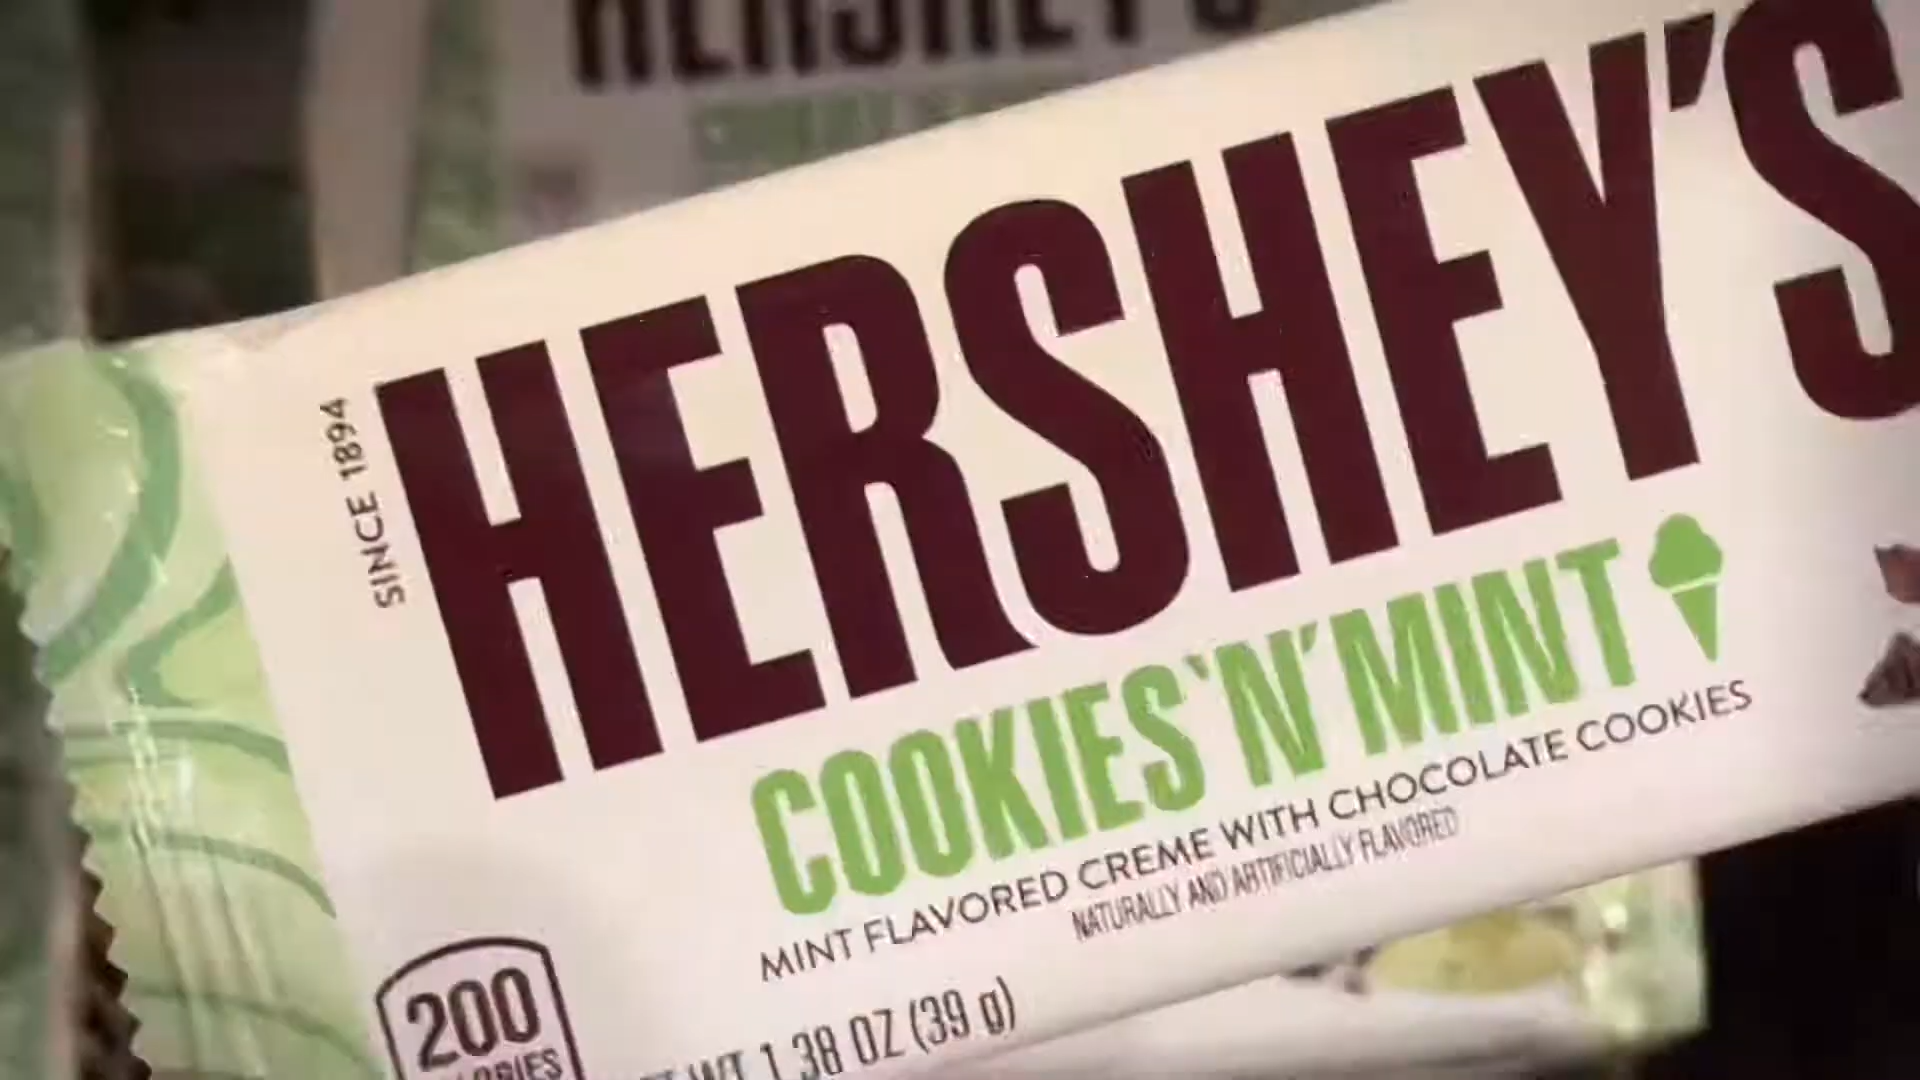 HERSHEY'S
SINCE 1894
HERSHEY'S
COOKIES 'N' MINT
MINT FLAVORED CREME WITH CHOCOLATE COOKIES
NATURALLY AND ARTIFICIALLY FLAVORED
200
WT 1.38 OZ (39 g)